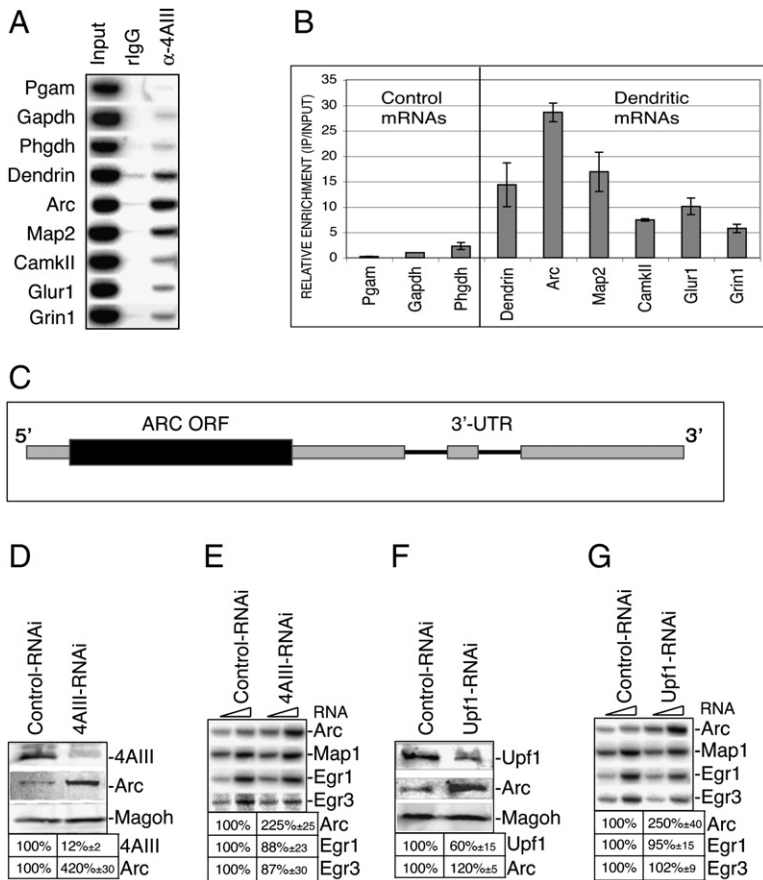 A
Input
rIgG
α-4AIII
Pgam
Gapdh
Phgdh
Dendrin
Arc
Map2
CamkII
Glur1
Grin1
B
RELATIVE ENRICHMENT (IP/INPUT)
35
30
25
20
15
10
5
0
Control
mRNAs
Dendritic
mRNAs
Pgam
Gapdh
Phgdh
Dendrin
Arc
Map2
CamkII
Glur1
Grin1
C
5’
ARC ORF
3’-UTR
3’
D
Control-RNAi
4AIII-RNAi
-4AIII
-Arc
-Magoh
100% 12%±2 4AIII
100% 420%±30 Arc
E
Control-RNAi
4AIII-RNAi
RNA
-Arc
-Map1
-Egr1
-Egr3
100% 225%±25 Arc
100% 88%±23 Egr1
100% 87%±30 Egr3
F
Control-RNAi
Upf1-RNAi
-Upf1
-Arc
-Magoh
100% 60%±15 Upf1
100% 120%±5 Arc
G
Control-RNAi
Upf1-RNAi
RNA
-Arc
-Map1
-Egr1
-Egr3
100% 250%±40 Arc
100% 95%±15 Egr1
100% 102%±9 Egr3